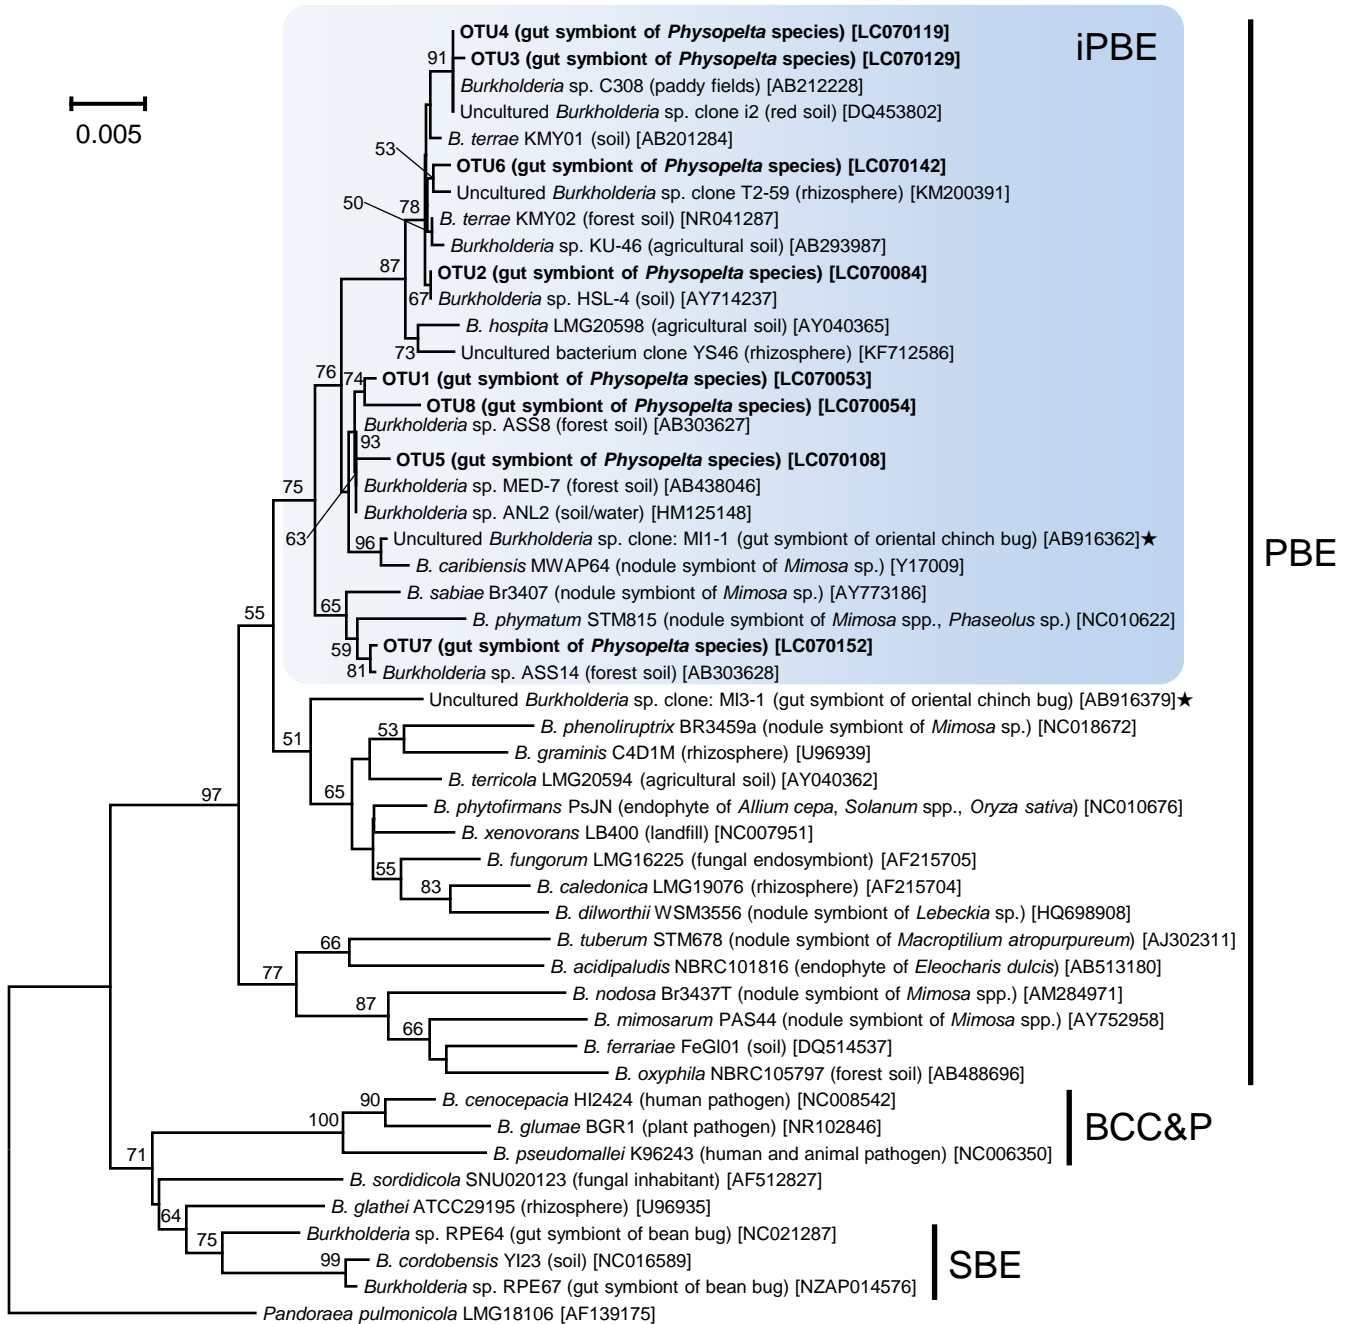 OTU4 (gut symbiont of Physopelta species) [LC070119]
91
OTU3 (gut symbiont of Physopelta species) [LC070129]
iPBE
Burkholderia sp. C308 (paddy fields) [AB212228]
0.005
Uncultured Burkholderia sp. clone i2 (red soil) [DQ453802]
B. terrae KMY01 (soil) [AB201284]
53
OTU6 (gut symbiont of Physopelta species) [LC070142]
Uncultured Burkholderia sp. clone T2-59 (rhizosphere) [KM200391]
50
78
B. terrae KMY02 (forest soil) [NR041287]
Burkholderia sp. KU-46 (agricultural soil) [AB293987]
87
OTU2 (gut symbiont of Physopelta species) [LC070084]
67
Burkholderia sp. HSL-4 (soil) [AY714237]
B. hospita LMG20598 (agricultural soil) [AY040365]
73
Uncultured bacterium clone YS46 (rhizosphere) [KF712586]
76
74
OTU1 (gut symbiont of Physopelta species) [LC070053]
OTU8 (gut symbiont of Physopelta species) [LC070054]
Burkholderia sp. ASS8 (forest soil) [AB303627]
93
OTU5 (gut symbiont of Physopelta species) [LC070108]
75
Burkholderia sp. MED-7 (forest soil) [AB438046]
Burkholderia sp. ANL2 (soil/water) [HM125148]
63
96
Uncultured Burkholderia sp. clone: MI1-1 (gut symbiont of oriental chinch bug) [AB916362]★
PBE
B. caribiensis MWAP64 (nodule symbiont of Mimosa sp.) [Y17009]
B. sabiae Br3407 (nodule symbiont of Mimosa sp.) [AY773186]
55
65
B. phymatum STM815 (nodule symbiont of Mimosa spp., Phaseolus sp.) [NC010622]
59
OTU7 (gut symbiont of Physopelta species) [LC070152]
81
Burkholderia sp. ASS14 (forest soil) [AB303628]
Uncultured Burkholderia sp. clone: MI3-1 (gut symbiont of oriental chinch bug) [AB916379]★
51
53
B. phenoliruptrix BR3459a (nodule symbiont of Mimosa sp.) [NC018672]
B. graminis C4D1M (rhizosphere) [U96939]
B. terricola LMG20594 (agricultural soil) [AY040362]
97
65
B. phytofirmans PsJN (endophyte of Allium cepa, Solanum spp., Oryza sativa) [NC010676]
B. xenovorans LB400 (landfill) [NC007951]
55
B. fungorum LMG16225 (fungal endosymbiont) [AF215705]
83
B. caledonica LMG19076 (rhizosphere) [AF215704]
B. dilworthii WSM3556 (nodule symbiont of Lebeckia sp.) [HQ698908]
66
B. tuberum STM678 (nodule symbiont of Macroptilium atropurpureum) [AJ302311]
77
B. acidipaludis NBRC101816 (endophyte of Eleocharis dulcis) [AB513180]
87
B. nodosa Br3437T (nodule symbiont of Mimosa spp.) [AM284971]
66
B. mimosarum PAS44 (nodule symbiont of Mimosa spp.) [AY752958]
B. ferrariae FeGl01 (soil) [DQ514537]
B. oxyphila NBRC105797 (forest soil) [AB488696]
90
B. cenocepacia HI2424 (human pathogen) [NC008542]
100
B. glumae BGR1 (plant pathogen) [NR102846]
BCC&P
71
B. pseudomallei K96243 (human and animal pathogen) [NC006350]
B. sordidicola SNU020123 (fungal inhabitant) [AF512827]
64
B. glathei ATCC29195 (rhizosphere) [U96935]
75
Burkholderia sp. RPE64 (gut symbiont of bean bug) [NC021287]
99
B. cordobensis YI23 (soil) [NC016589]
SBE
Burkholderia sp. RPE67 (gut symbiont of bean bug) [NZAP014576]
Pandoraea pulmonicola LMG18106 [AF139175]